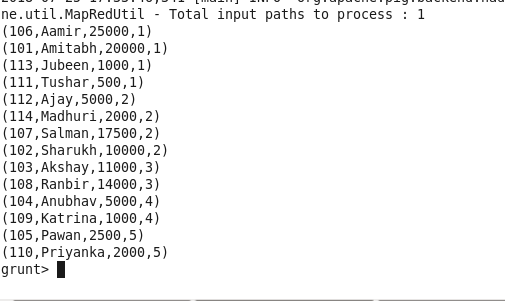 ne.util.MapRedUtil - Total input paths to process : 1
(106,Aamir,25000,1)
(101,Amitabh,20000,1)
(113,Jubeen,1000,1)
(111,Tushar,500,1)
(112,Ajay,5000,2)
(114,Madhuri,2000,2)
(107,Salman,17500,2)
(102,Sharukh,10000,2)
(103,Akshay,11000,3)
(108,Ranbir,14000,3)
(104,Anubhav,5000,4)
(109,Katrina,1000,4)
(105,Pawan,2500,5)
(110,Priyanka,2000,5)
grunt>